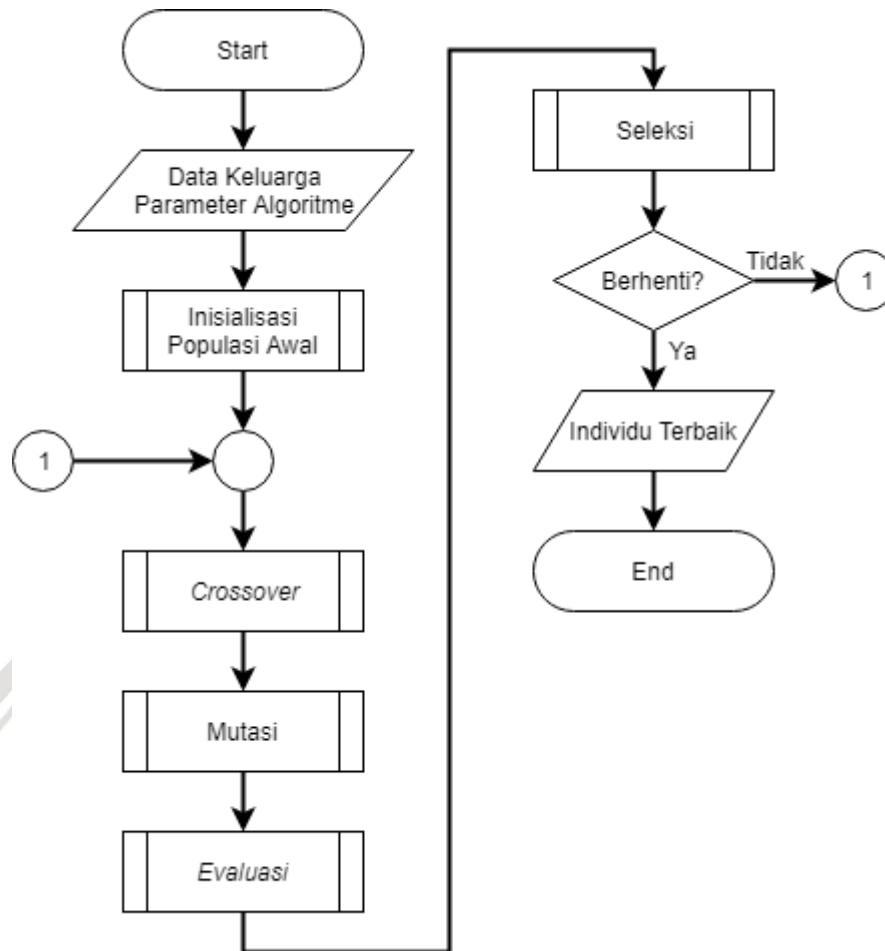 Start
Data Keluarga
Parameter Algoritme
Inisialisasi
Populasi Awal
1
Crossover
Mutasi
Evaluasi
Seleksi
Berhenti?
Tidak
1
Ya
Individu Terbaik
End